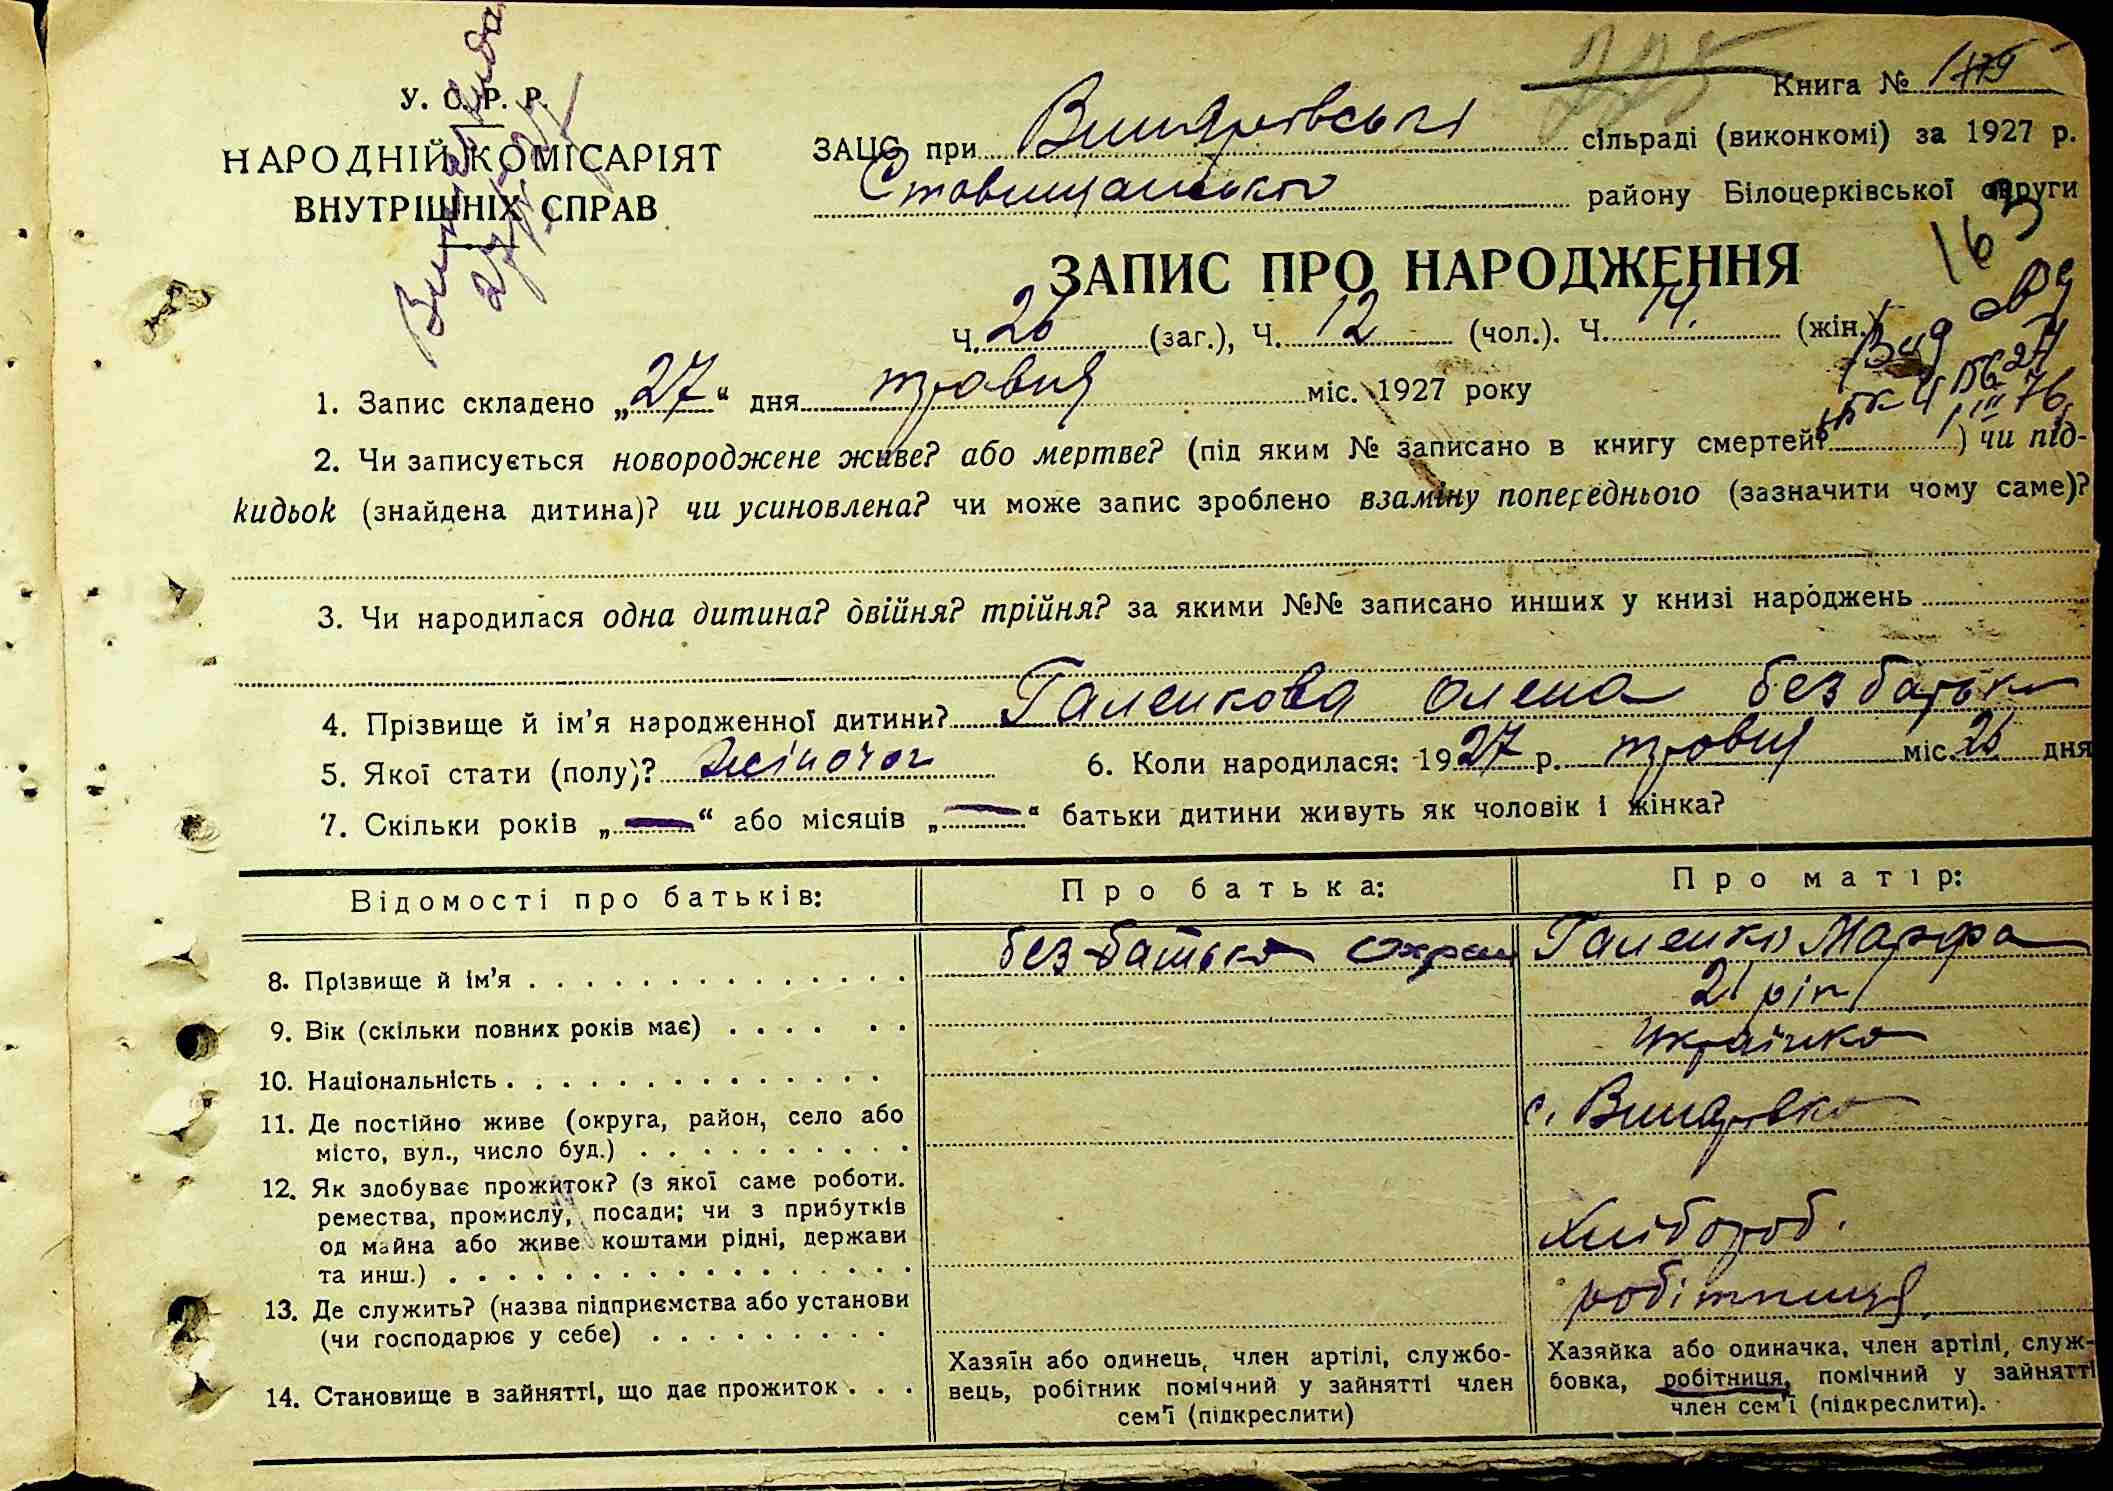 У. С. Р. Р.
НАРОДНІЙ КОМІСАРІЯТ
ВНУТРІШНІХ СПРАВ
225
Книга № 
ЗАЦС при сільраді (виконкомі) за 1927 р.
Ставищанського району Білоцерківської округи
163
ЗАПИС ПРО НАРОДЖЕННЯ
Ч. 26 (заг.), Ч. 12 (чол.). Ч. 14. (жін.)
1. Запис складено „27“ дня травня міс. 1927 року
2. Чи записується новороджене живе? або мертве? (під яким № записано в книгу смертей? ) чи під-
кидьок (знайдена дитина)? чи усиновлена? чи може запис зроблено взаміну попереднього (зазначити чому саме)?
3. Чи народилася одна дитина? двійня? трійня? за якими №№ записано инших у книзі народжень
4. Прізвище й ім’я народженної дитини? Галенкова Олена без батька
5. Якої стати (полу)? жіночої 6. Коли народилася: 1927 р. травня міс. 26 дня
7. Скільки років „—“ або місяців „—“ батьки дитини живуть як чоловік і жінка?
Відомості про батьків: Про батька: Про матір:
8. Прізвище й ім’я без батька Галенко Марфа
9. Вік (скільки повних років має) 21 рік
10. Національність Українка
11. Де постійно живе (округа, район, село або
місто, вул., число буд.) с.
12. Як здобуває прожиток? (з якої саме роботи.
ремества, промислу, посади; чи з прибутків
од майна або живе коштами рідні, держави
та инш.) Хлібороб.
13. Де служить? (назва підприємства або установи
(чи господарює у себе) робітниця
14. Становище в зайнятті, що дає прожиток
Хазяїн або одинець, член артілі, службо-
вець, робітник помічний у зайнятті член
сем’ї (підкреслити)
Хазяйка або одиначка, член артілі, служ-
бовка, робітниця, помічний у зайнятті
член сем’ї (підкреслити).